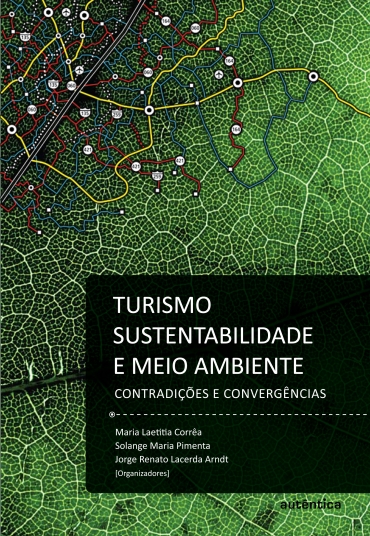 TURISMO
SUSTENTABILIDADE
E MEIO AMBIENTE
CONTRADIÇÕES E CONVERGÊNCIAS
Maria Laetitia Corrêa
Solange Maria Pimenta
Jorge Renato Lacerda Arndt
[Organizadores]
autêntica